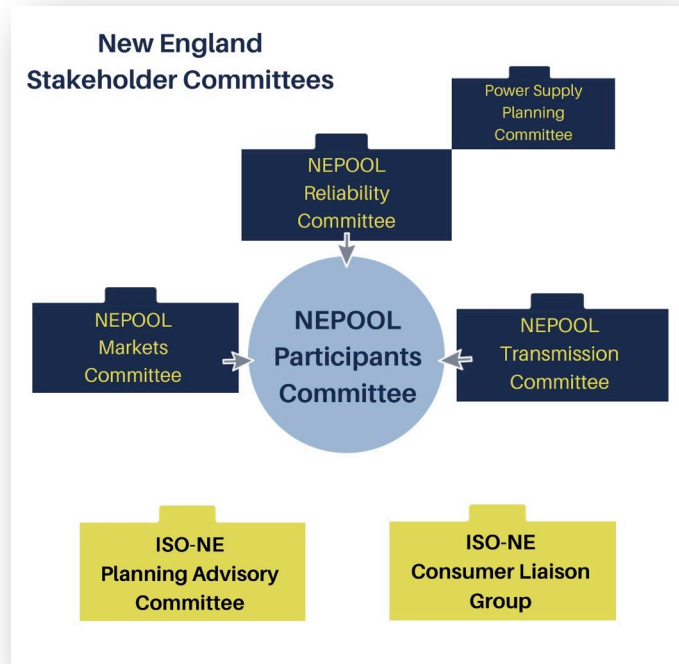 New England
Stakeholder Committees
Power Supply
Planning
Committee
NEPOOL
Reliability
Committee
NEPOOL
Markets
Committee
NEPOOL
Participants
Committee
NEPOOL
Transmission
Committee
ISO-NE
Planning Advisory
Committee
ISO-NE
Consumer Liaison
Group